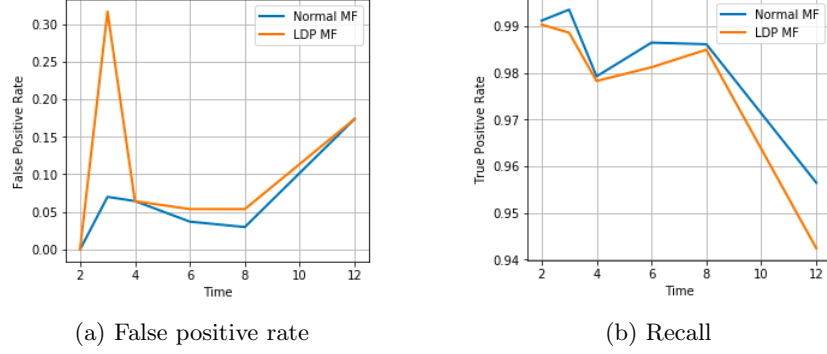 Normal MF
LDP MF
False Positive Rate
0.30
0.25
0.20
0.15
0.10
0.05
0.00
2 4 6 8 10 12
Time
(a) False positive rate
Normal MF
LDP MF
True Positive Rate
0.99
0.98
0.97
0.96
0.95
0.94
2 4 6 8 10 12
Time
(b) Recall